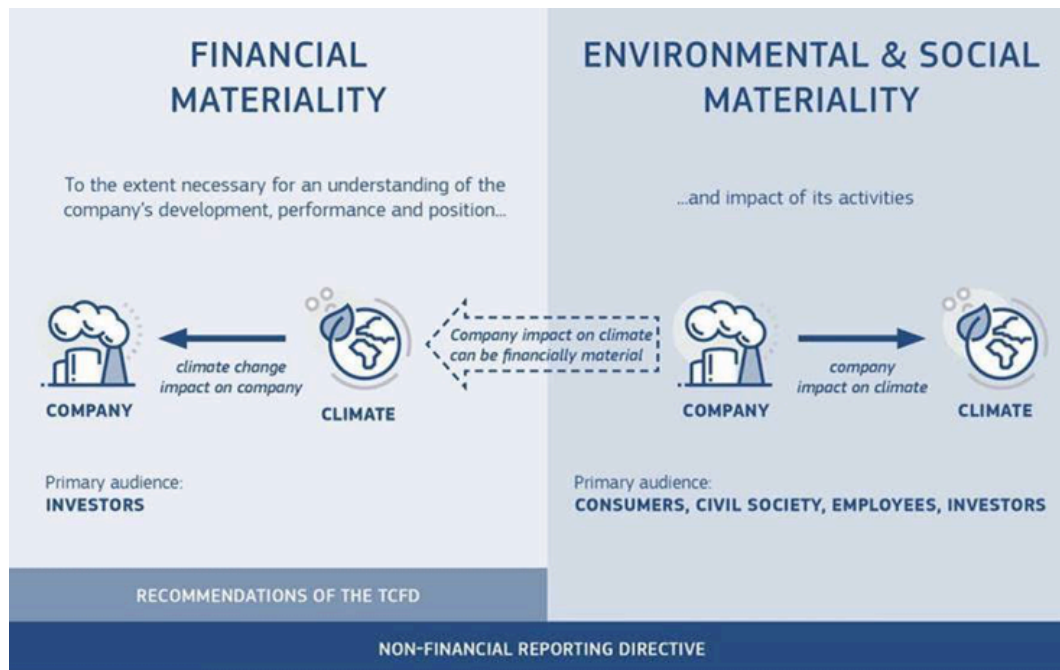 FINANCIAL
MATERIALITY
To the extent necessary for an understanding of the
company's development, performance and position...
climate change
impact on company
COMPANY
CLIMATE
Primary audience:
INVESTORS
RECOMMENDATIONS OF THE TCFD
Company impact on climate
can be financially material
ENVIRONMENTAL & SOCIAL
MATERIALITY
...and impact of its activities
company
impact on climate
COMPANY
CLIMATE
Primary audience:
CONSUMERS, CIVIL SOCIETY, EMPLOYEES, INVESTORS
NON-FINANCIAL REPORTING DIRECTIVE